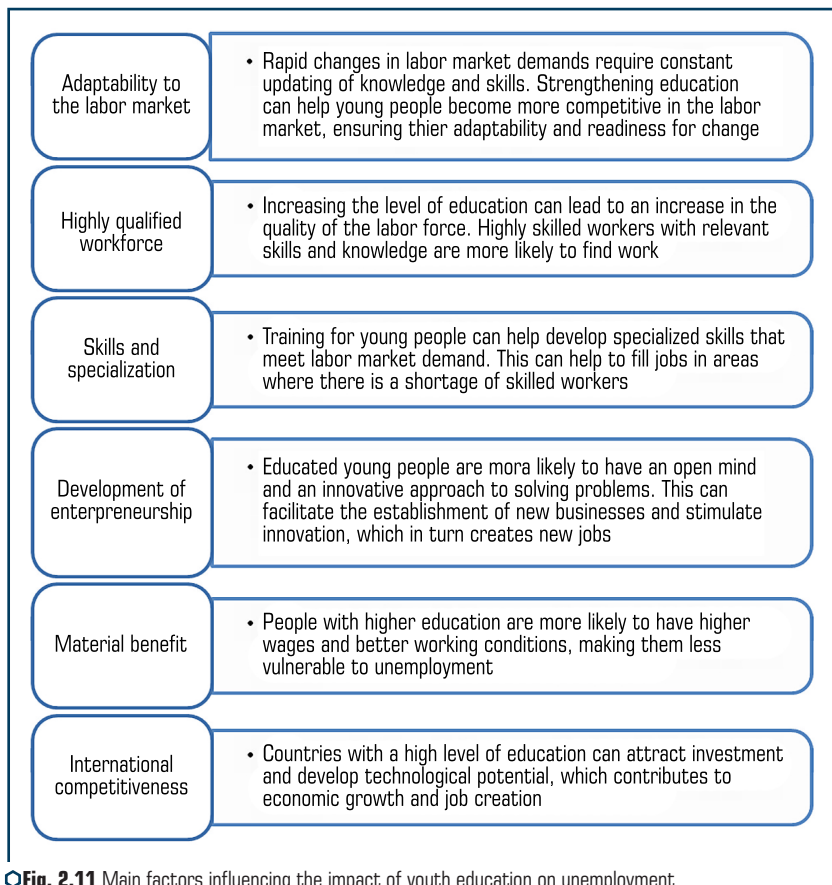 Adaptability to
the labor market
• Rapid changes in labor market demands require constant
updating of knowledge and skills. Strengthening education
can help young people become more competitive in the labor
market, ensuring thier adaptability and readiness for change
Highly qualified
workforce
• Increasing the level of education can lead to an increase in the
quality of the labor force. Highly skilled workers with relevant
skills and knowledge are more likely to find work
Skills and
specialization
• Training for young people can help develop specialized skills that
meet labor market demand. This can help to fill jobs in areas
where there is a shortage of skilled workers
Development of
enterpreneurship
• Educated young people are mora likely to have an open mind
and an innovative approach to solving problems. This can
facilitate the establishment of new businesses and stimulate
innovation, which in turn creates new jobs
Material benefit
• People with higher education are more likely to have higher
wages and better working conditions, making them less
vulnerable to unemployment
International
competitiveness
• Countries with a high level of education can attract investment
and develop technological potential, which contributes to
economic growth and job creation
Fig. 2.11 Main factors influencing the impact of youth education on unemployment